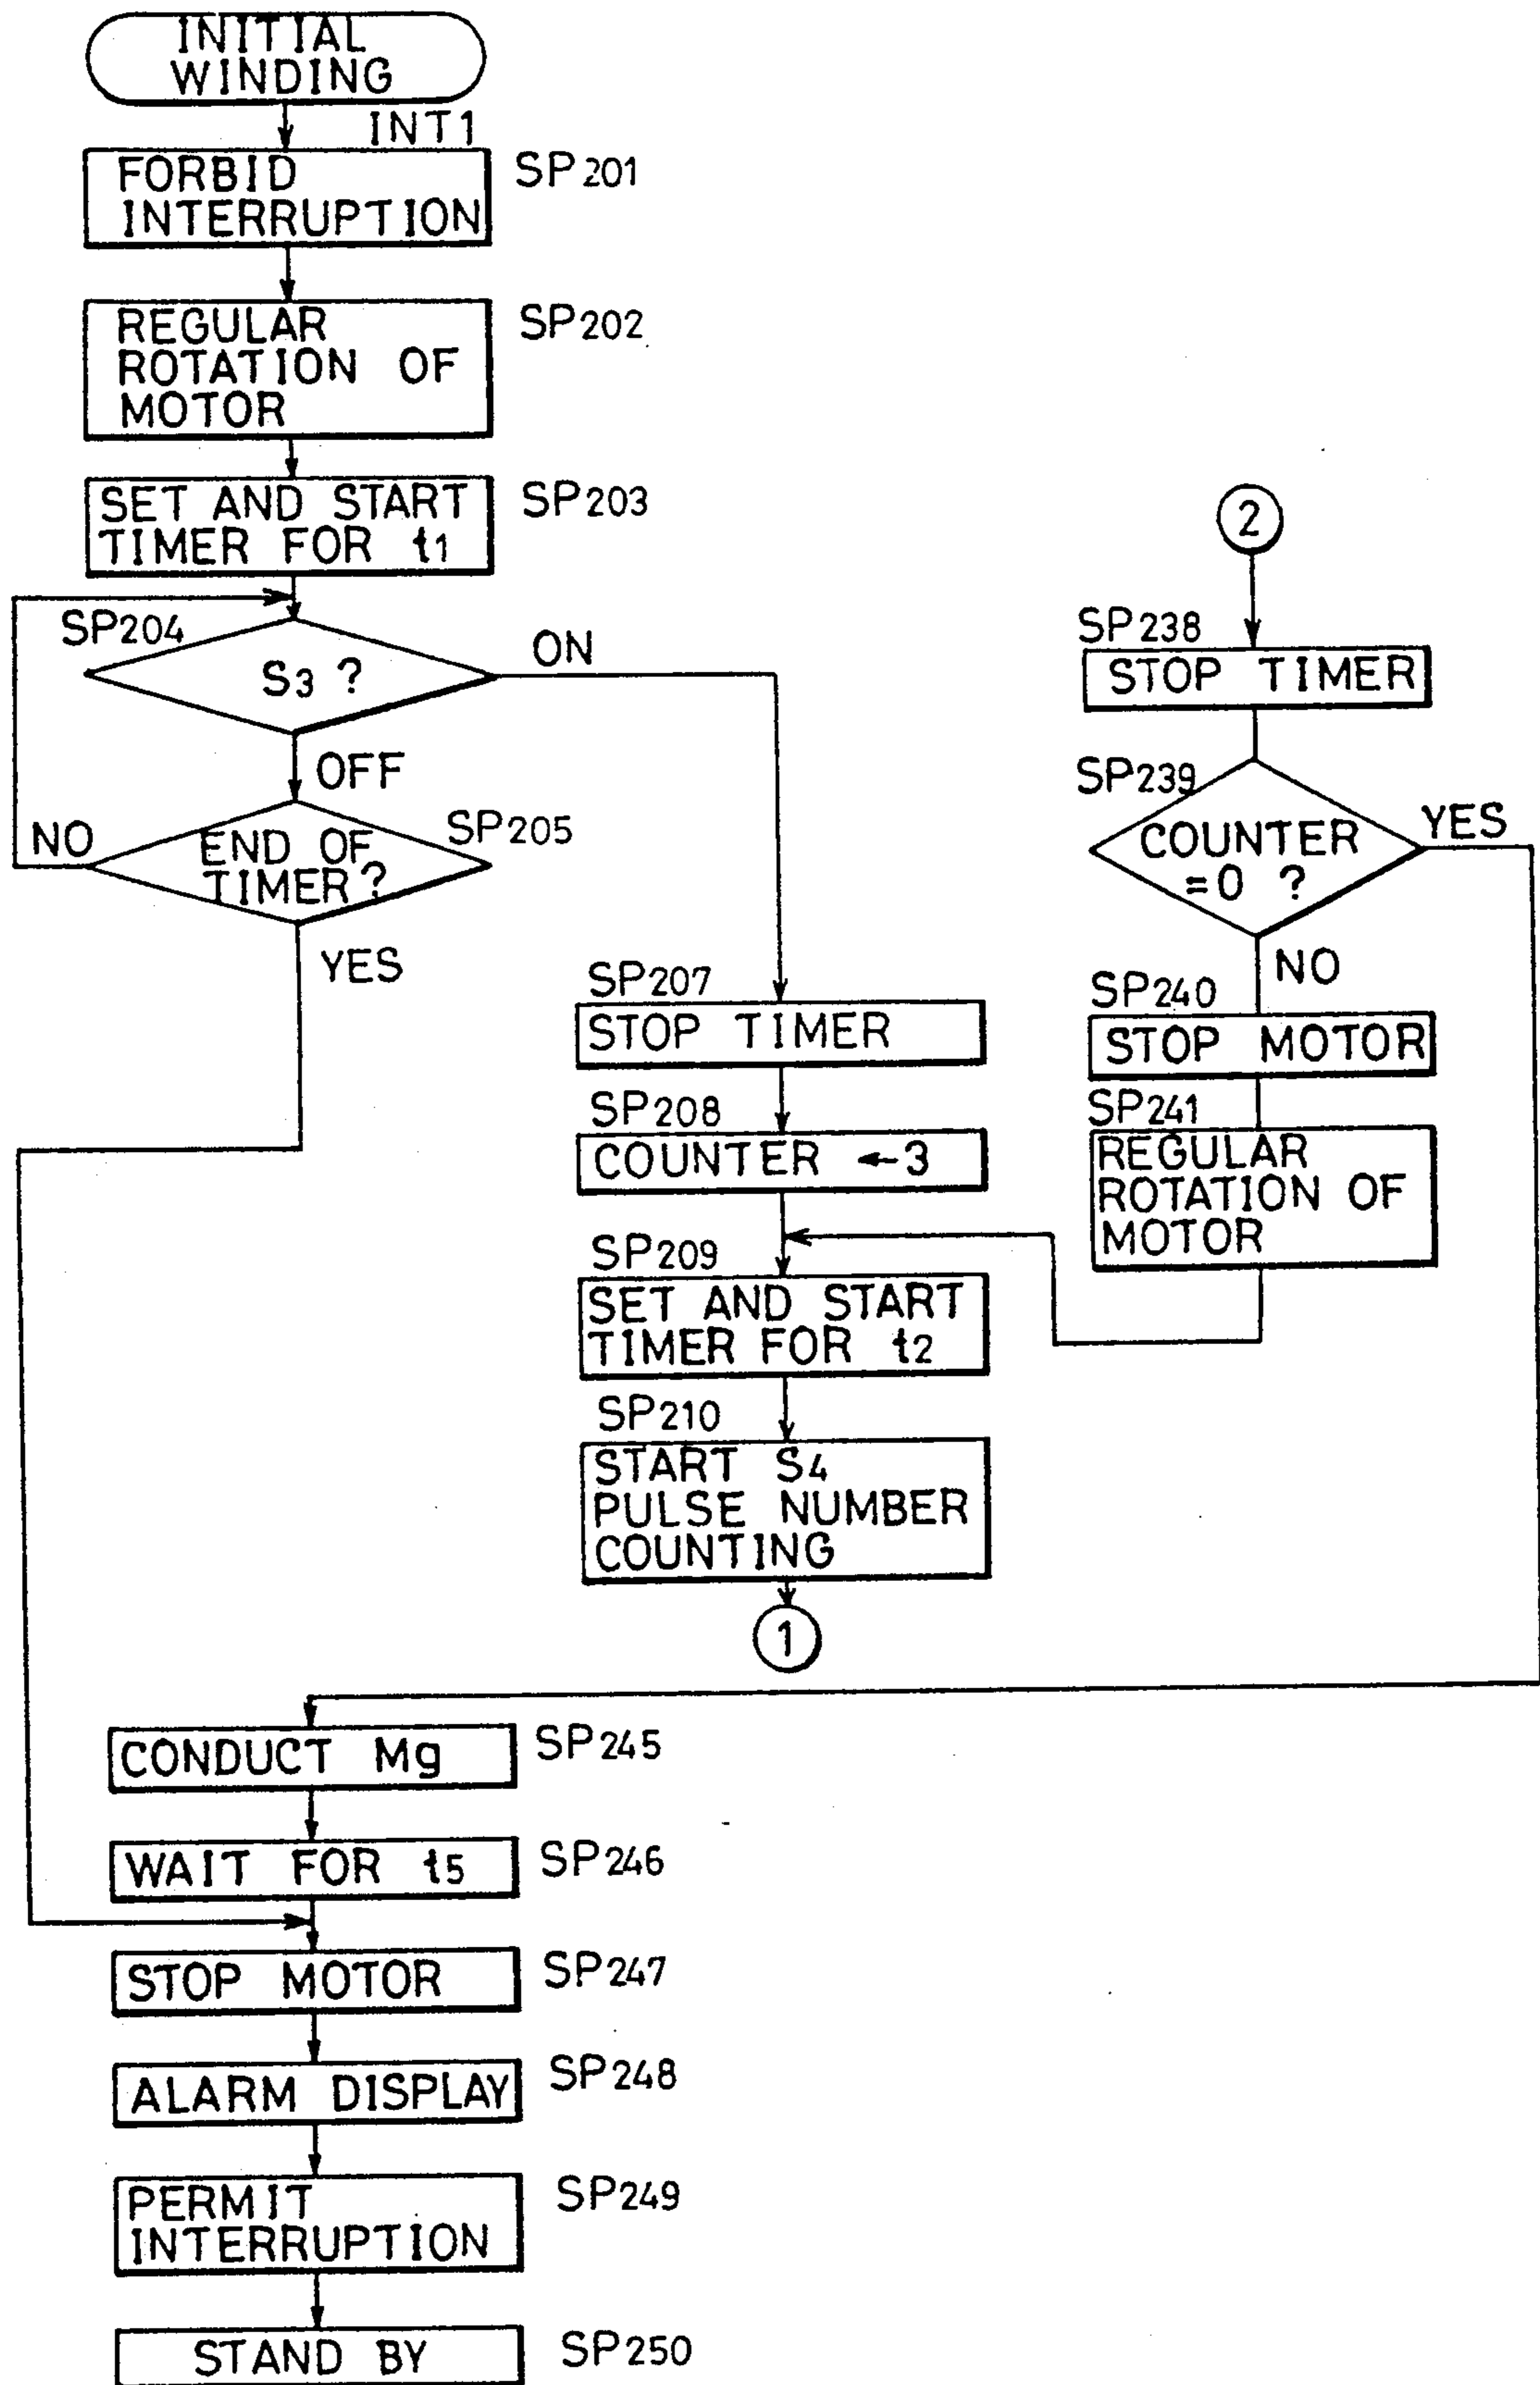 INITIAL
WINDING
INT1
FORBID
INTERRUPTION
SP201
REGULAR
ROTATION OF
MOTOR
SP202
SET AND START
TIMER FOR t1
SP203
SP204
S3 ?
ON
OFF
END OF
TIMER?
SP205
NO
YES
SP207
STOP TIMER
SP208
COUNTER ←3
SP209
SET AND START
TIMER FOR t2
SP210
START S4
PULSE NUMBER
COUNTING
1
2
SP238
STOP TIMER
SP239
COUNTER
=0 ?
YES
NO
SP240
STOP MOTOR
SP241
REGULAR
ROTATION OF
MOTOR
CONDUCT Mg
SP245
WAIT FOR t5
SP246
STOP MOTOR
SP247
ALARM DISPLAY
SP248
PERMIT
INTERRUPTION
SP249
STAND BY
SP250